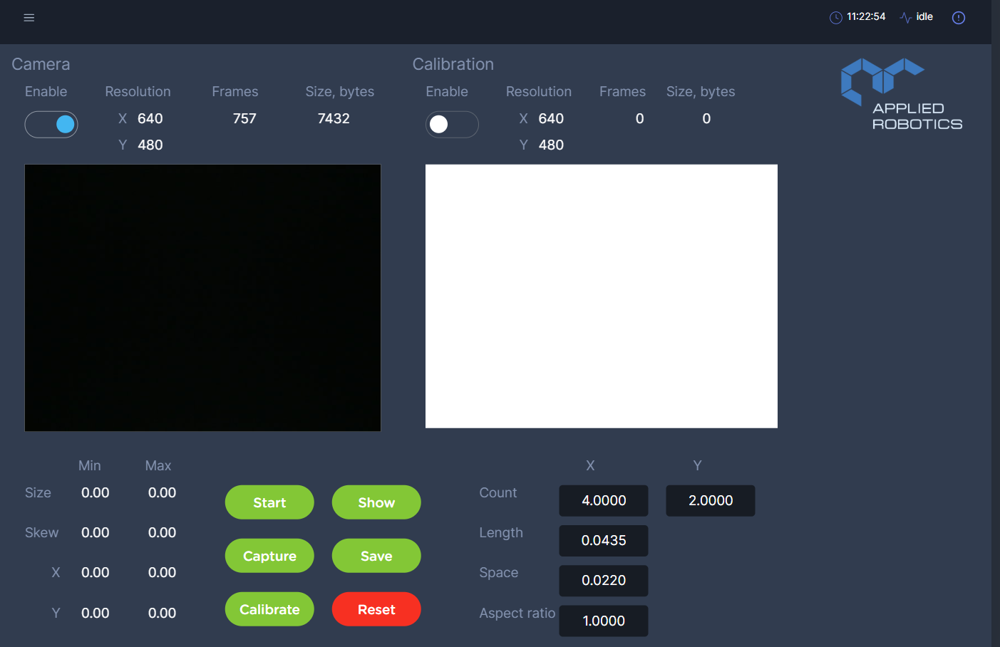 11:22:54 idle
Camera Calibration
Enable Resolution Frames Size, bytes Enable Resolution Frames Size, bytes
X 640 757 7432 X 640 0 0
Y 480 Y 480
APPLIED
ROBOTICS
Min Max X Y
Size 0.00 0.00 Start Show Count 4.0000 2.0000
Skew 0.00 0.00 Length 0.0435
Capture Save
X 0.00 0.00 Space 0.0220
Y 0.00 0.00 Calibrate Reset Aspect ratio 1.0000